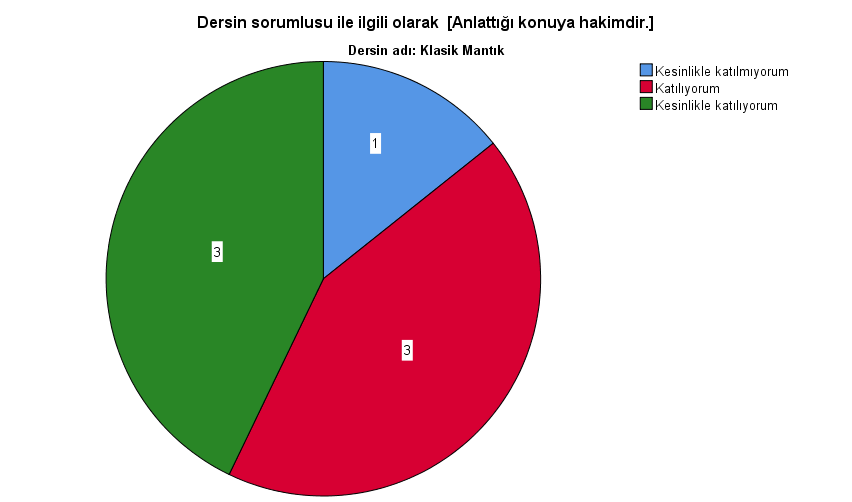 Dersin sorumlusu ile ilgili olarak [Anlattığı konuya hakimdir.]
Dersin adı: Klasik Mantık
Kesinlikle katılmıyorum
Katılıyorum
Kesinlikle katılıyorum
1
3
3